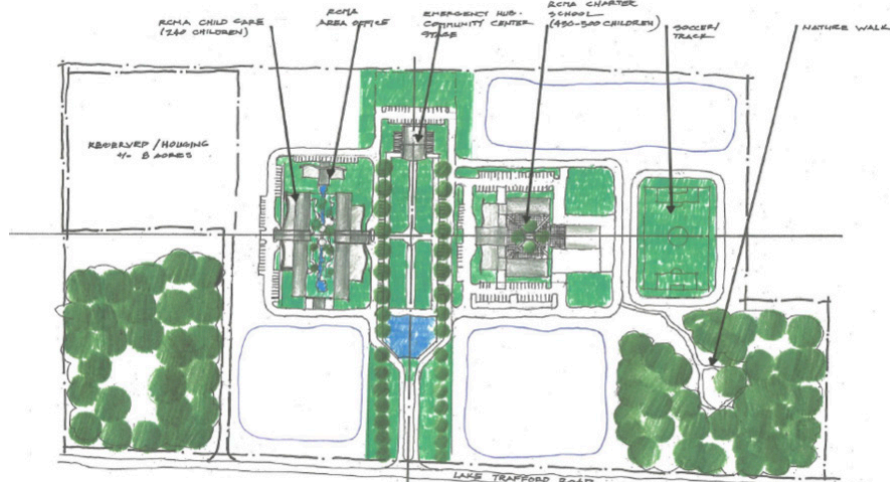 RCMA CHILD CARE
(240 CHILDREN)
RCMA
AREA OFFICE
EMERGENCY HUB.
COMMUNITY CENTER
STAGE
RCMA CHARTER
SCHOOL
(450-500 CHILDREN)
SOCCER/
TRACK
NATURE WALK
RESERVED / HOUSING
+/- 8 ACRES
LAKE TRAFFORD ROAD